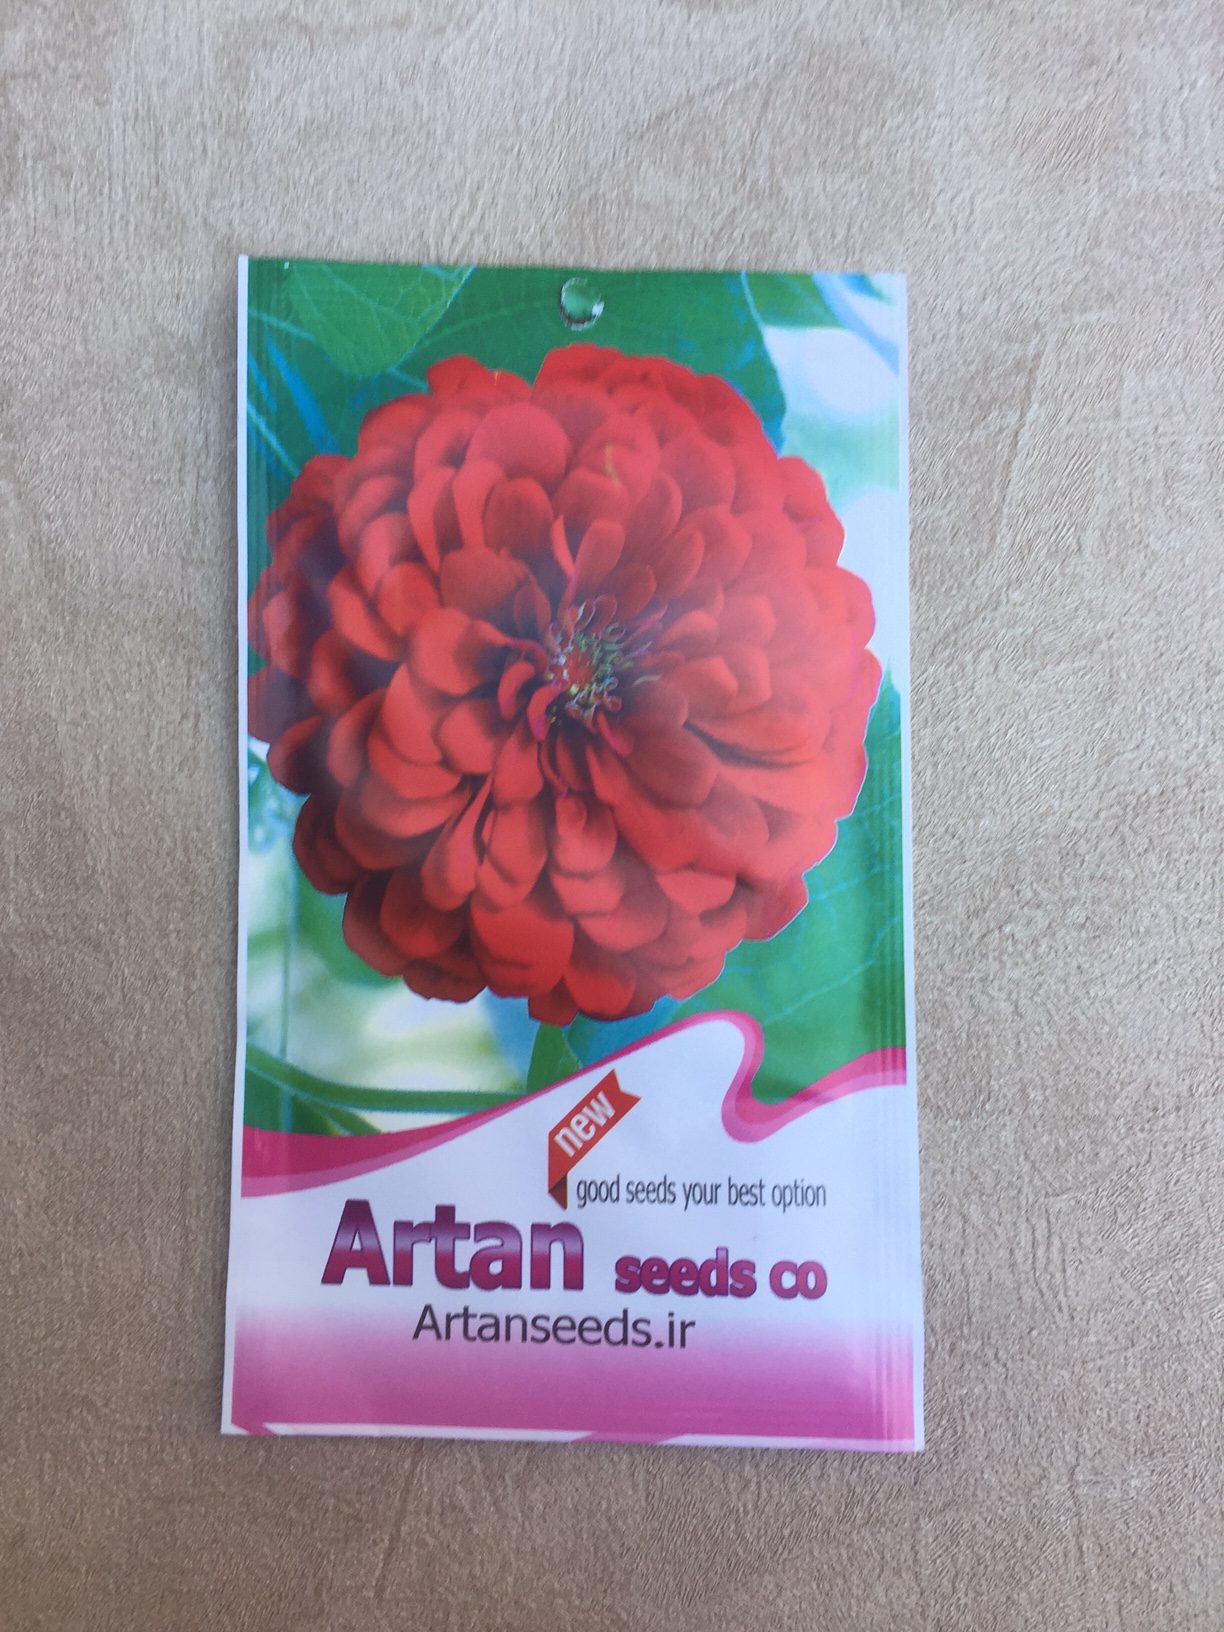 new
good seeds your best option
Artan seeds co
Artanseeds.ir